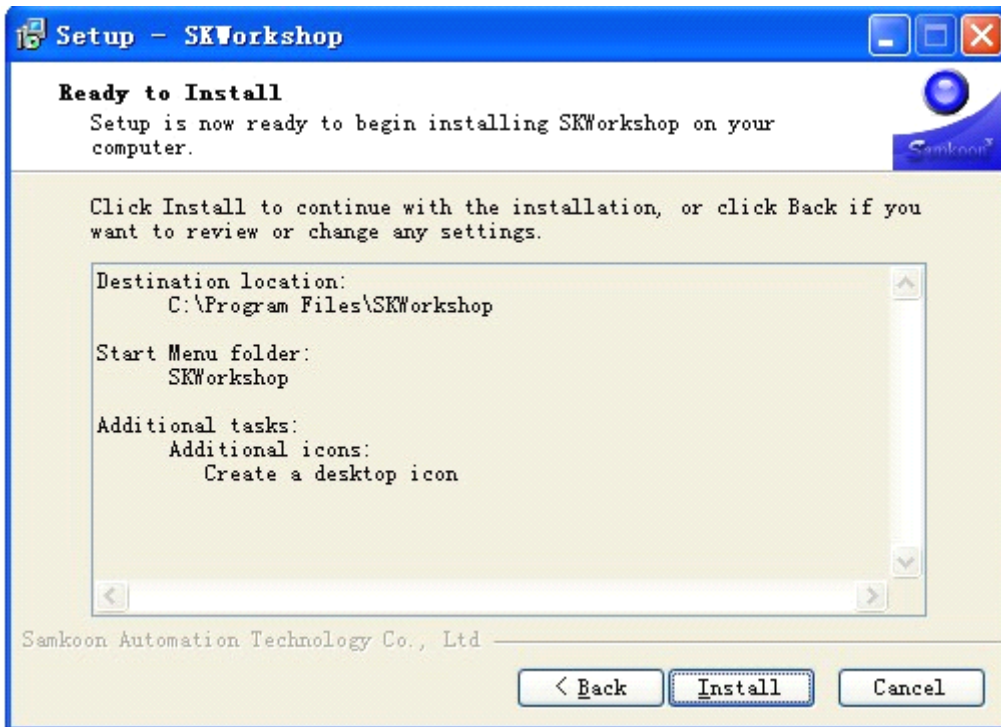 Setup - SKWorkshop
Ready to Install
Setup is now ready to begin installing SKWorkshop on your
computer.
Samkoon
Click Install to continue with the installation, or click Back if you
want to review or change any settings.
Destination location:
C:\Program Files\SKWorkshop
Start Menu folder:
SKWorkshop
Additional tasks:
Additional icons:
Create a desktop icon
Samkoon Automation Technology Co., Ltd
< Back
Install
Cancel